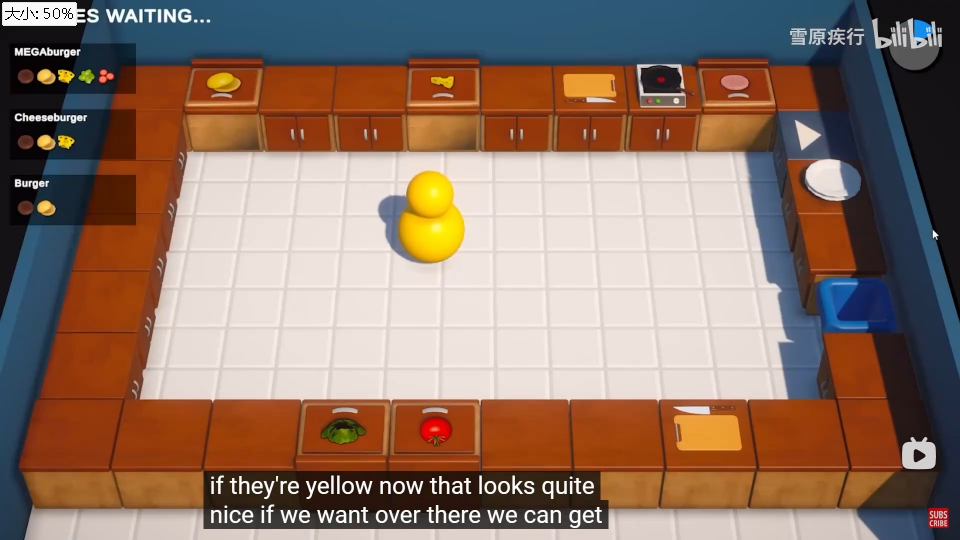 大小: 50%
ES WAITING...
雪原疾行
bilibili
MEGAburger
Cheeseburger
Burger
if they're yellow now that looks quite
nice if we want over there we can get
SUBS
CRIBE